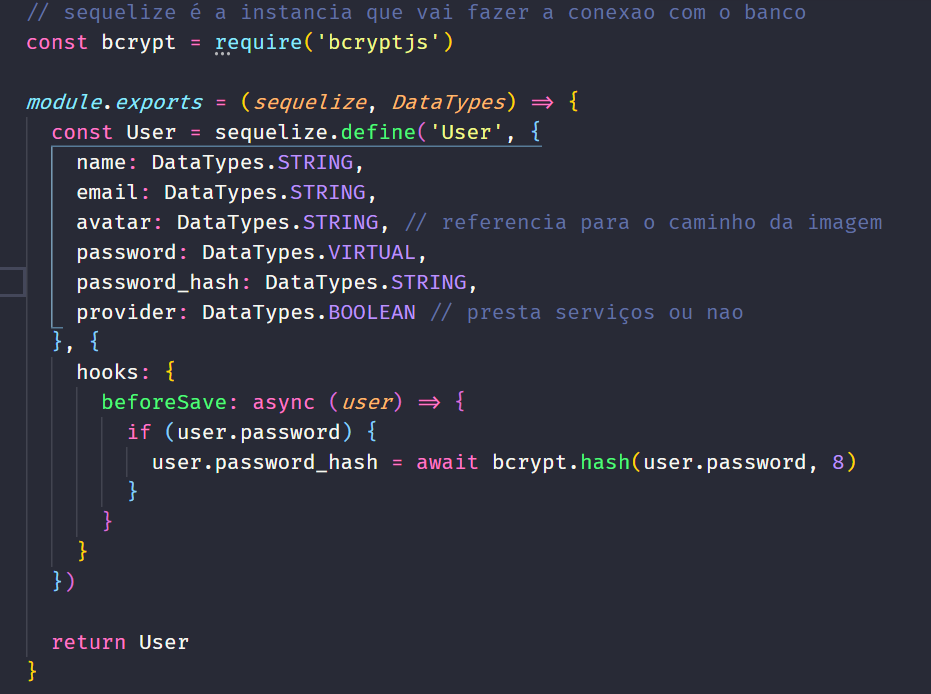 // sequelize é a instancia que vai fazer a conexao com o banco
const bcrypt = require('bcryptjs')

module.exports = (sequelize, DataTypes) => {
  const User = sequelize.define('User', {
    name: DataTypes.STRING,
    email: DataTypes.STRING,
    avatar: DataTypes.STRING, // referencia para o caminho da imagem
    password: DataTypes.VIRTUAL,
    password_hash: DataTypes.STRING,
    provider: DataTypes.BOOLEAN // presta serviços ou nao
  }, {
    hooks: {
      beforeSave: async (user) => {
        if (user.password) {
          user.password_hash = await bcrypt.hash(user.password, 8)
        }
      }
    }
  })

  return User
}